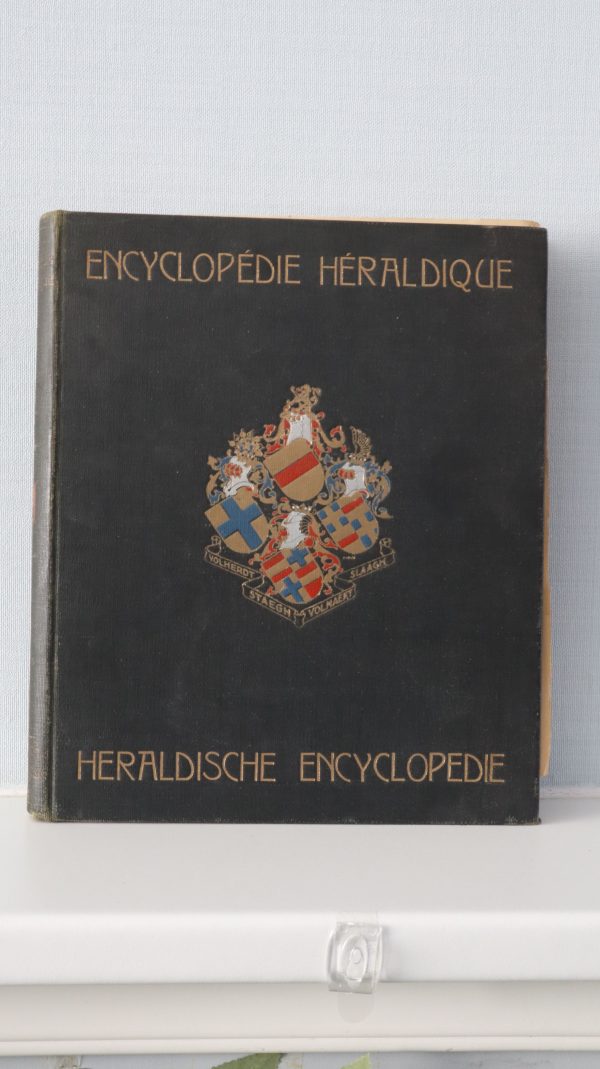 ENCYCLOPÉDIE HÉRALDIQUE
VOLHERDT STAEGH VOLMAEKT SLAAGH
HERALDISCHE ENCYCLOPEDIE